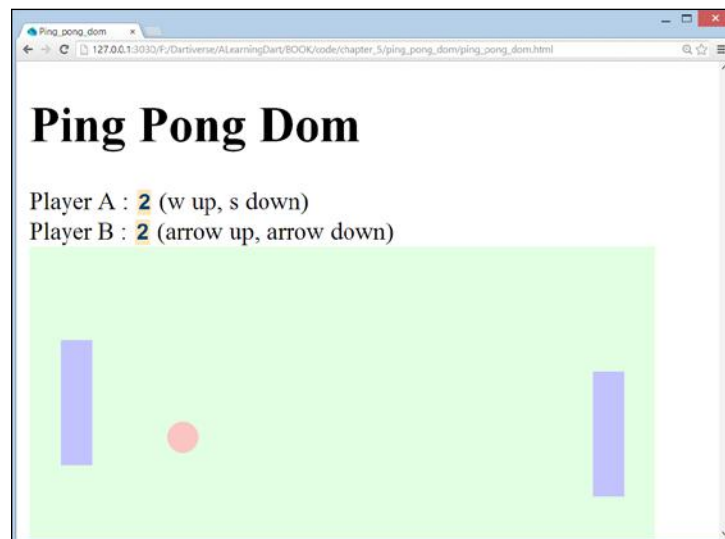 Ping_pong_dom
127.0.0.1:3030/F:/Dartiverse/ALearningDart/BOOK/code/chapter_5/ping_pong_dom/ping_pong_dom.html
Ping Pong Dom
Player A : 2 (w up, s down)
Player B : 2 (arrow up, arrow down)